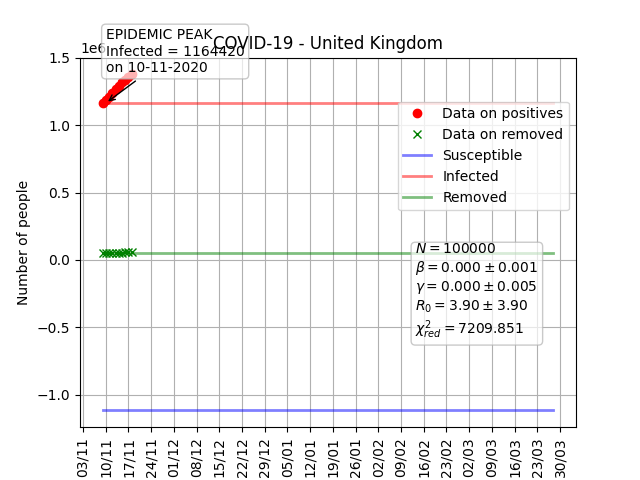 EPIDEMIC PEAK
Infected = 1164420
on 10-11-2020
COVID-19 - United Kingdom
1e6
Number of people
1.5
1.0
0.5
0.0
−0.5
−1.0
Data on positives
Data on removed
Susceptible
Infected
Removed
N = 100000
β = 0.000 ± 0.001
γ = 0.000 ± 0.005
R₀ = 3.90 ± 3.90
χ²_red = 7209.851
03/11
10/11
17/11
24/11
01/12
08/12
15/12
22/12
29/12
05/01
12/01
19/01
26/01
02/02
09/02
16/02
23/02
02/03
09/03
16/03
23/03
30/03